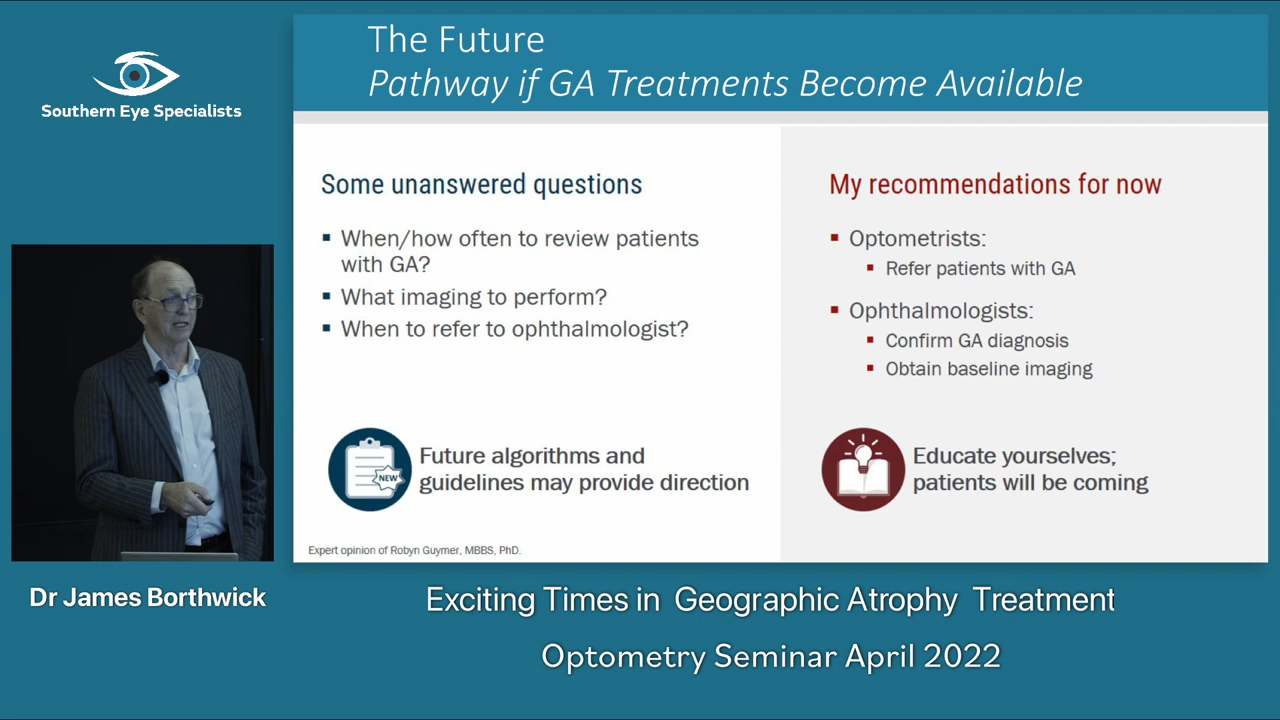 Southern Eye Specialists
The Future
Pathway if GA Treatments Become Available
Some unanswered questions
When/how often to review patients
with GA?
What imaging to perform?
When to refer to ophthalmologist?
NEW
Future algorithms and
guidelines may provide direction
Expert opinion of Robyn Guymer, MBBS, PhD.
My recommendations for now
Optometrists:
Refer patients with GA
Ophthalmologists:
Confirm GA diagnosis
Obtain baseline imaging
Educate yourselves;
patients will be coming
Dr James Borthwick
Exciting Times in Geographic Atrophy Treatment
Optometry Seminar April 2022